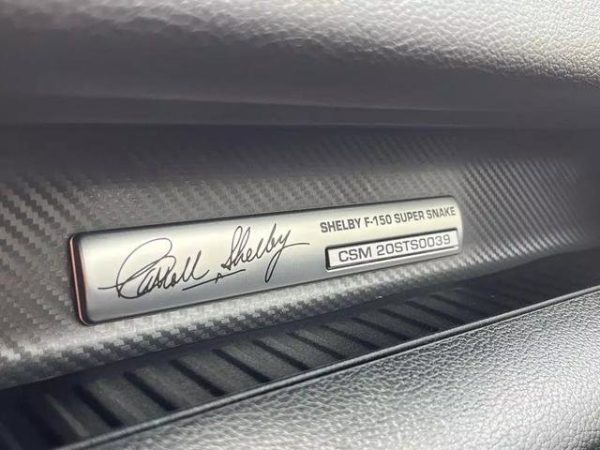 Carroll Shelby
SHELBY F-150 SUPER SNAKE
CSM 20STS0039